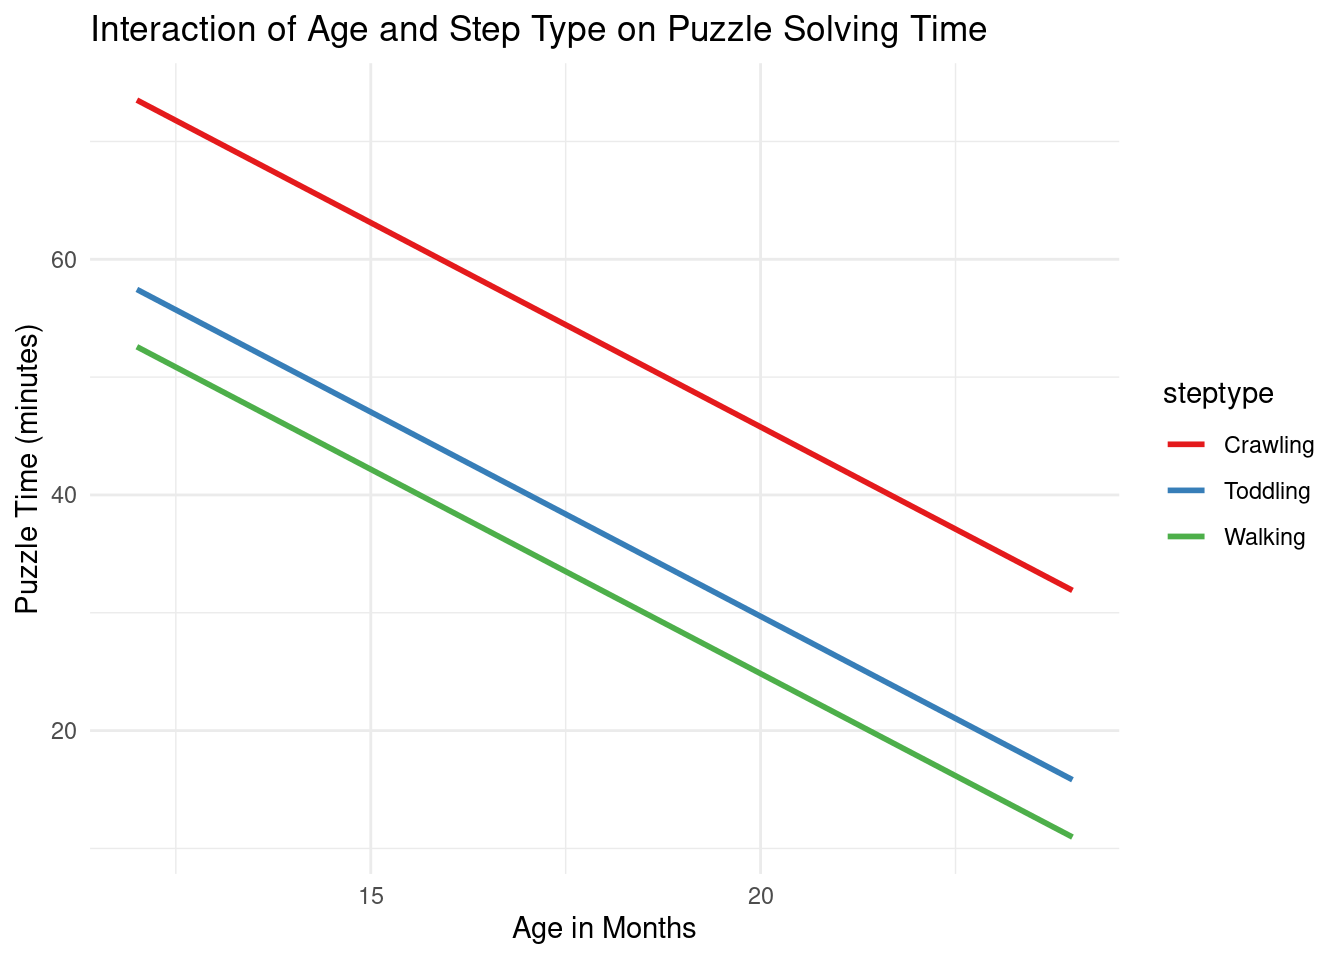 Interaction of Age and Step Type on Puzzle Solving Time
Puzzle Time (minutes)
60
40
20
15
20
Age in Months
steptype
Crawling
Toddling
Walking